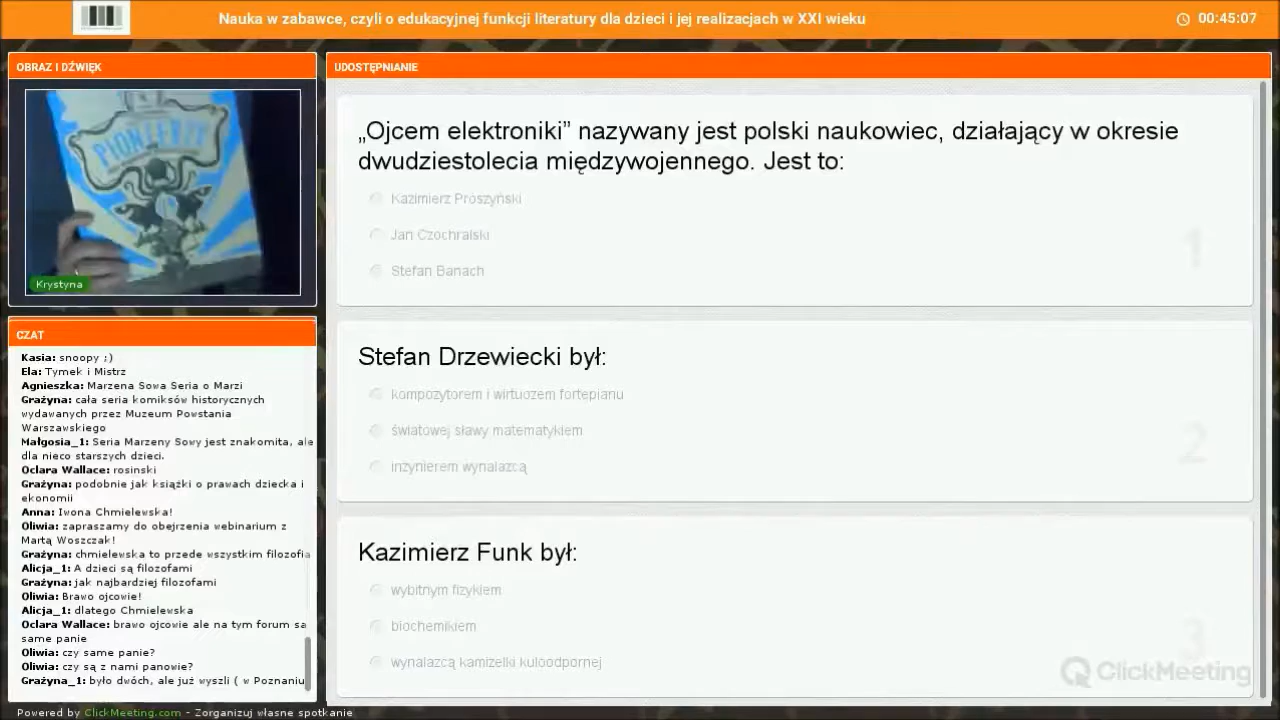 Nauka w zabawce, czyli o edukacyjnej funkcji literatury dla dzieci i jej realizacjach w XXI wieku
00:45:07
OBRAZ I DŹWIĘK
PIONIERZY
Krystyna
CZAT
Kasia: snoopy ;)
Ela: Tymek i Mistrz
Agnieszka: Marzena Sowa Seria o Marzi
Grażyna: cała seria komiksów historycznych
wydawanych przez Muzeum Powstania
Warszawskiego
Małgosia_1: Seria Marzeny Sowy jest znakomita, ale
dla nieco starszych dzieci.
Oclara Wallace: rosinski
Grażyna: podobnie jak książki o prawach dziecka i
ekonomii
Anna: Iwona Chmielewska!
Oliwia: zapraszamy do obejrzenia webinarium z
Martą Woszczak!
Grażyna: chmielewska to przede wszystkim filozofia
Alicja_1: A dzieci są filozofami
Grażyna: jak najbardziej filozofami
Oliwia: Brawo ojcowie!
Alicja_1: dlatego Chmielewska
Oclara Wallace: brawo ojcowie ale na tym forum sa
same panie
Oliwia: czy same panie?
Oliwia: czy są z nami panowie?
Grażyna_1: było dwóch, ale już wyszli ( w Poznaniu
UDOSTĘPNIANIE
„Ojcem elektroniki” nazywany jest polski naukowiec, działający w okresie
dwudziestolecia międzywojennego. Jest to:
Kazimierz Prószyński
Jan Czochralski
Stefan Banach
1
Stefan Drzewiecki był:
kompozytorem i wirtuozem fortepianu
światowej sławy matematykiem
inżynierem wynalazcą
2
Kazimierz Funk był:
wybitnym fizykiem
biochemikiem
wynalazcą kamizelki kuloodpornej
3
ClickMeeting
Powered by ClickMeeting.com - Zorganizuj własne spotkanie